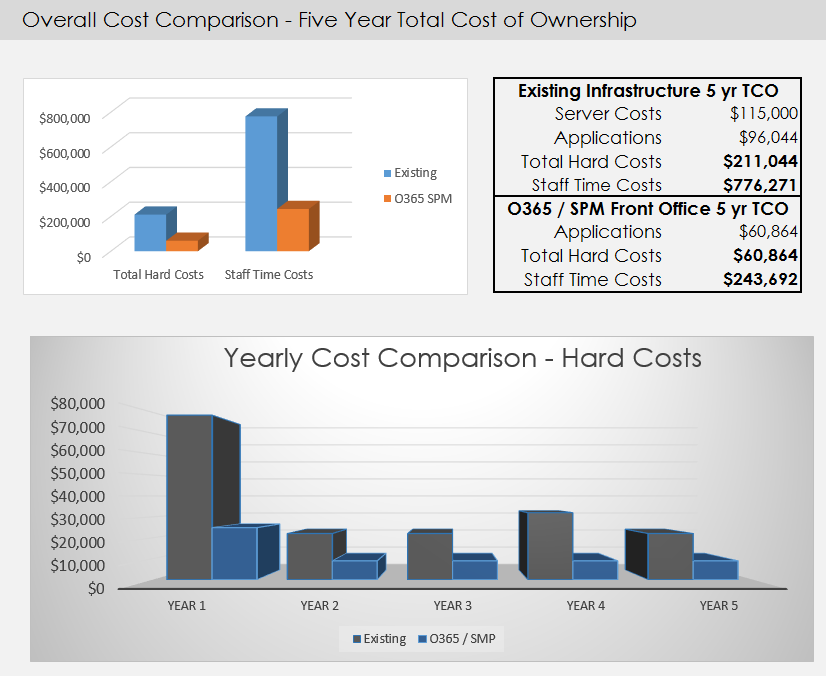 Overall Cost Comparison - Five Year Total Cost of Ownership
$800,000
$600,000
$400,000
$200,000
$0
Total Hard Costs Staff Time Costs
Existing
O365 SPM
Existing Infrastructure 5 yr TCO
Server Costs $115,000
Applications $96,044
Total Hard Costs $211,044
Staff Time Costs $776,271
O365 / SPM Front Office 5 yr TCO
Applications $60,864
Total Hard Costs $60,864
Staff Time Costs $243,692
Yearly Cost Comparison - Hard Costs
$80,000
$70,000
$60,000
$50,000
$40,000
$30,000
$20,000
$10,000
$0
YEAR 1 YEAR 2 YEAR 3 YEAR 4 YEAR 5
Existing O365 / SMP